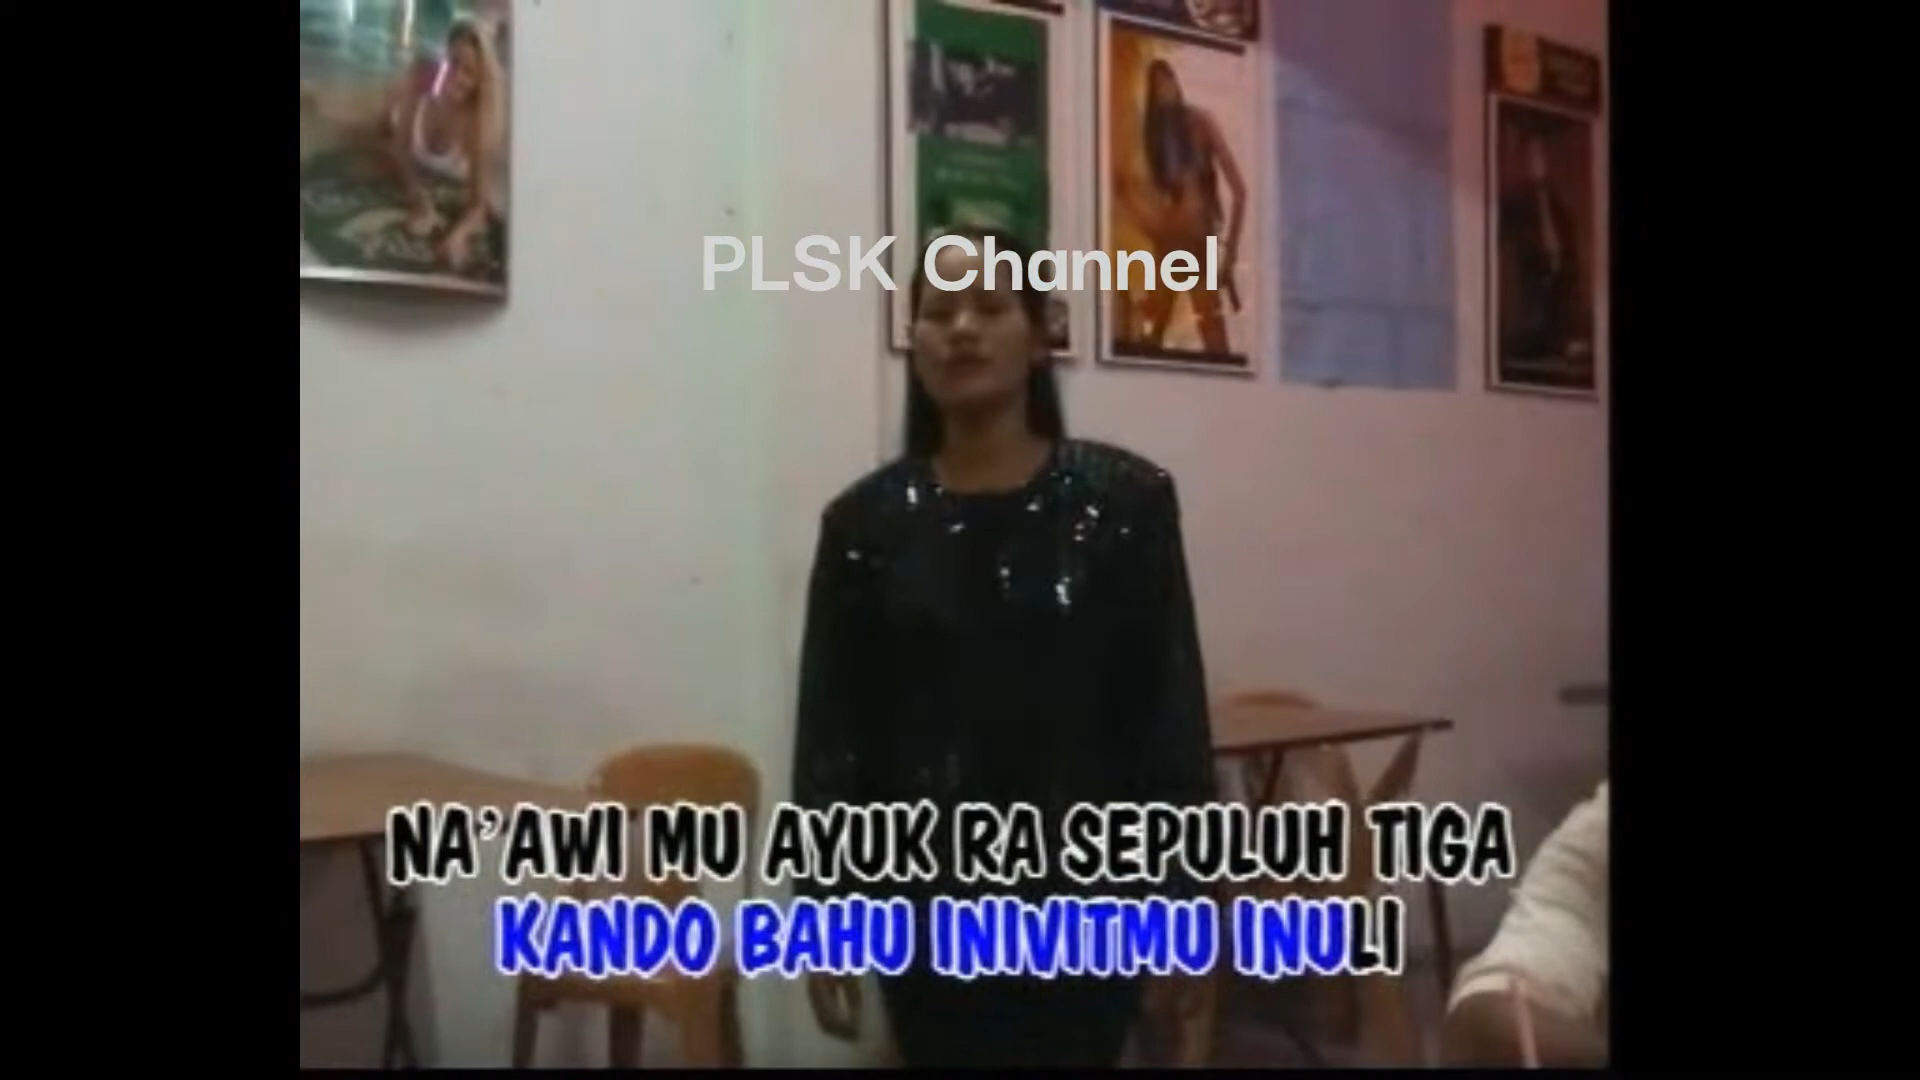 PLSK Channel
NA'AWI MU AYUK RA SEPULUH TIGA
KANDO BAHU INIVITMU INULI